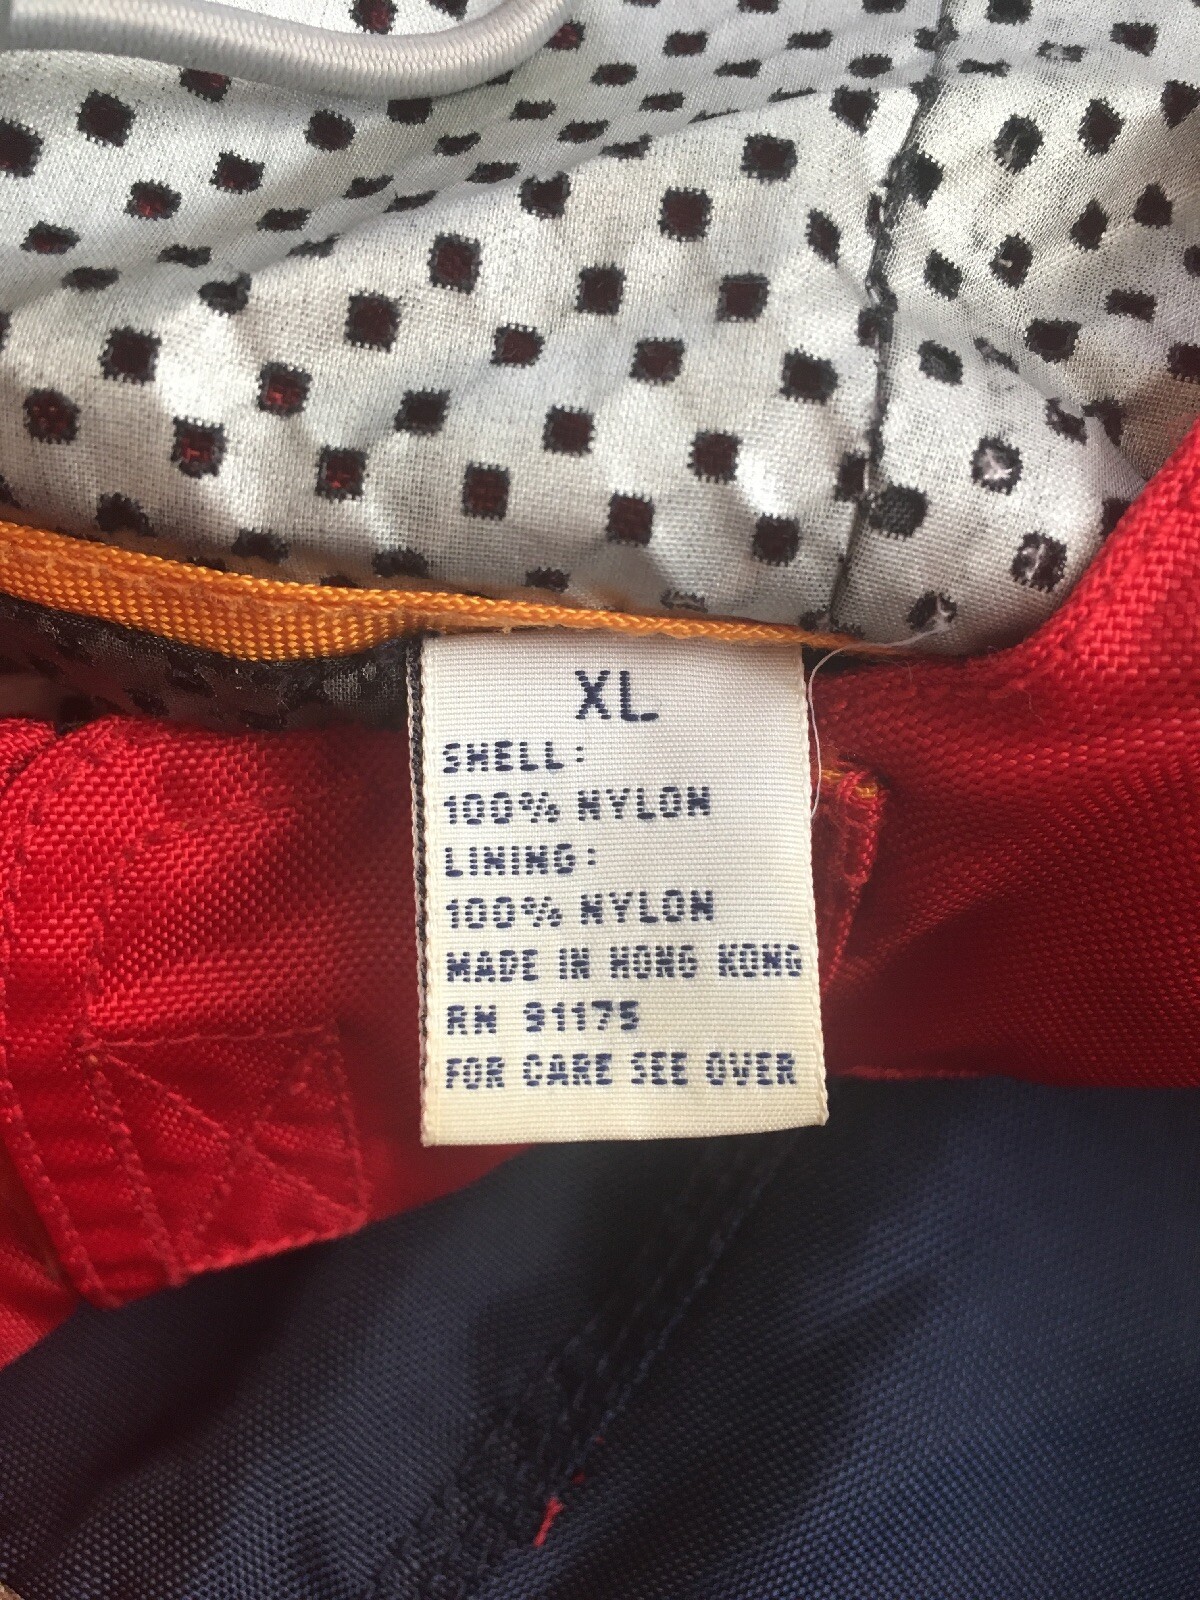 XL
SHELL:
100% NYLON
LINING:
100% NYLON
MADE IN HONG KONG
RN 91175
FOR CARE SEE OVER